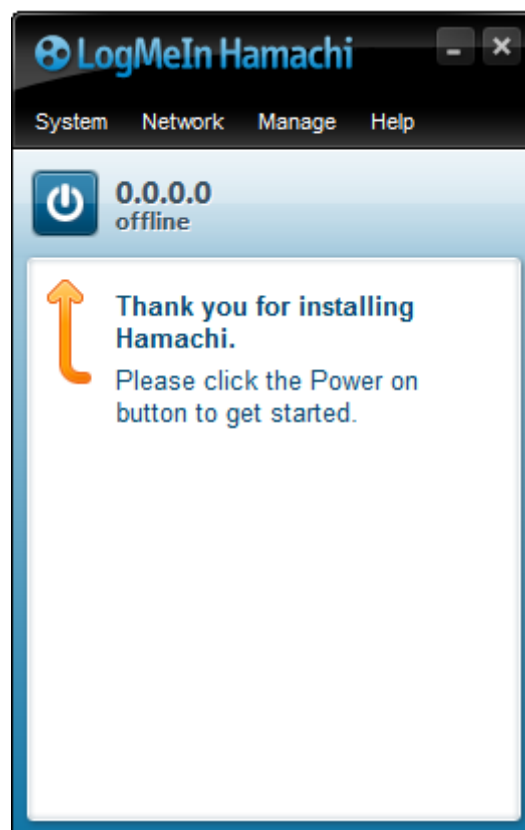 LogMeIn Hamachi
System Network Manage Help
0.0.0.0
offline
Thank you for installing
Hamachi.
Please click the Power on
button to get started.